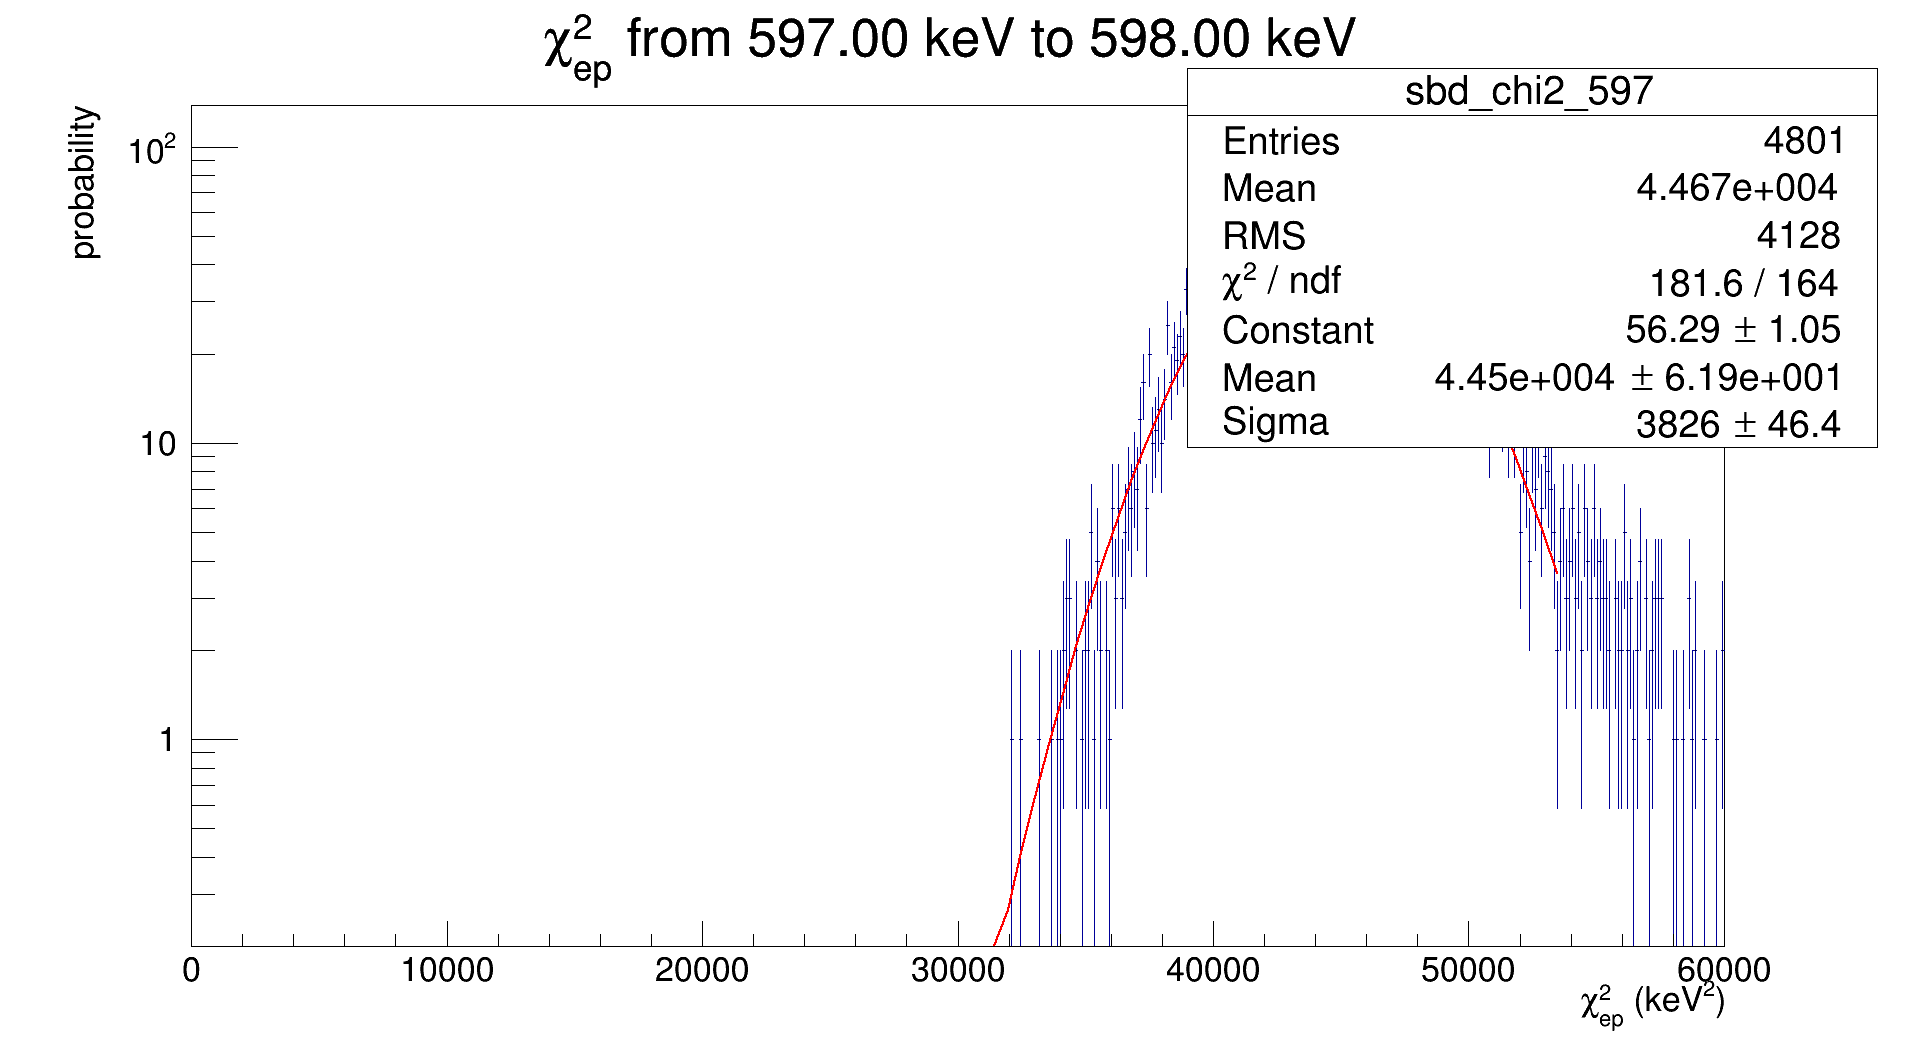 χ²ep from 597.00 keV to 598.00 keV
sbd_chi2_597
Entries 4801
Mean 4.467e+004
RMS 4128
χ² / ndf 181.6 / 164
Constant 56.29 ± 1.05
Mean 4.45e+004 ± 6.19e+001
Sigma 3826 ± 46.4
probability
10²
10
1
0 10000 20000 30000 40000 50000 60000
χ²ep (keV²)